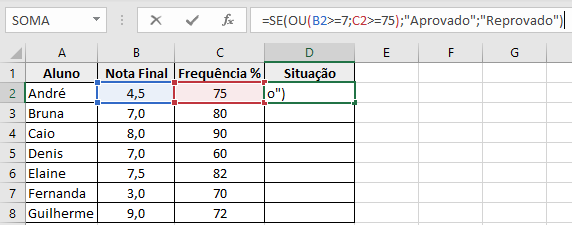 SOMA fx =SE(OU(B2>=7;C2>=75);"Aprovado";"Reprovado")
A B C D E F G
1 Aluno Nota Final Frequência % Situação
2 André 4,5 75 o")
3 Bruna 7,0 80
4 Caio 8,0 90
5 Denis 7,0 60
6 Elaine 7,5 82
7 Fernanda 3,0 70
8 Guilherme 9,0 72